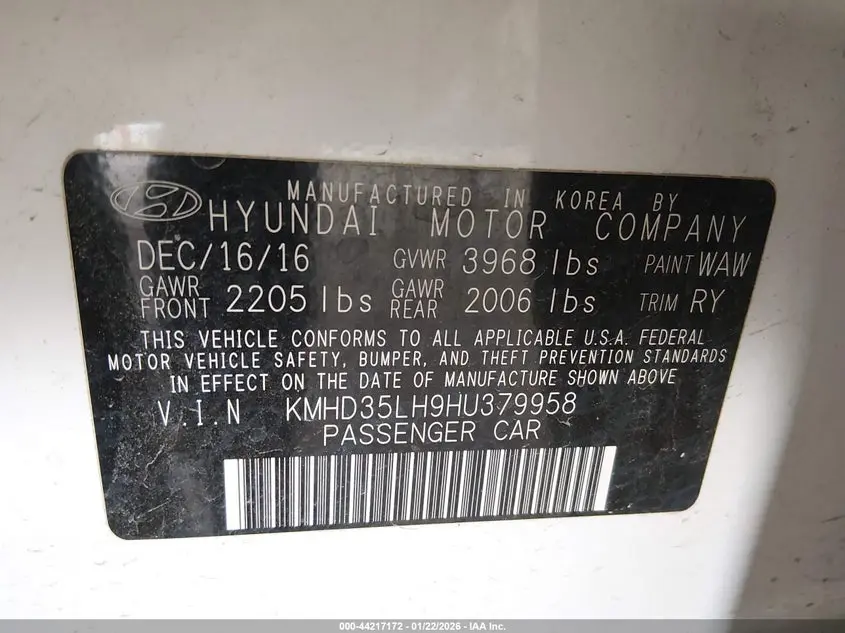 MANUFACTURED IN KOREA BY
HYUNDAI MOTOR COMPANY
DEC/16/16 GVWR 3968 lbs PAINT WAW
GAWR FRONT 2205 lbs GAWR REAR 2006 lbs TRIM RY
THIS VEHICLE CONFORMS TO ALL APPLICABLE U.S.A. FEDERAL
MOTOR VEHICLE SAFETY, BUMPER, AND THEFT PREVENTION STANDARDS
IN EFFECT ON THE DATE OF MANUFACTURE SHOWN ABOVE
V.I.N KMHD35LH9HU379958
PASSENGER CAR
000-44217172 - 01/22/2026 - IAA Inc.